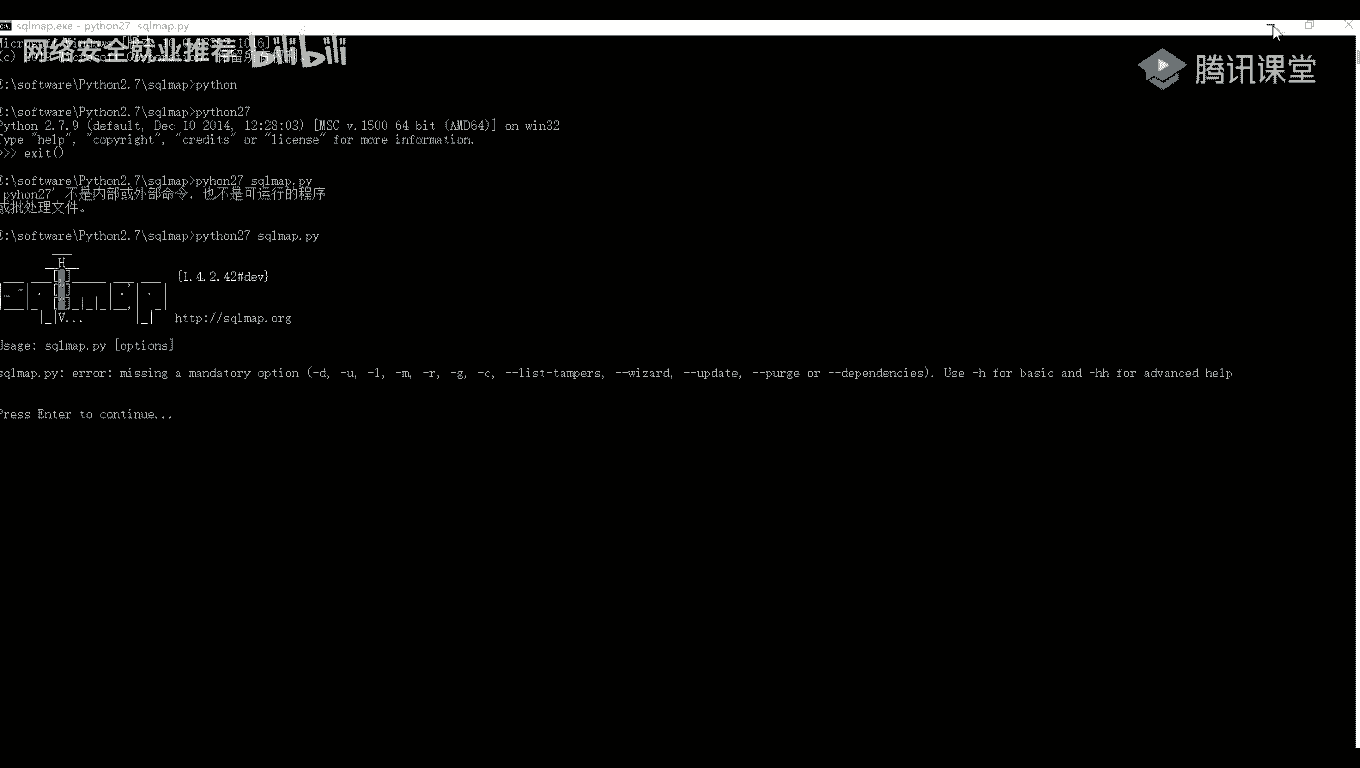 sqlmap.exe - python27 sqlmap.py
网络安全就业推荐 bilibili
腾讯课堂
:\software\Python2.7\sqlmap>python
:\software\Python2.7\sqlmap>python27
Python 2.7.9 (default, Dec 10 2014, 12:28:03) [MSC v.1500 64 bit (AMD64)] on win32
Type "help", "copyright", "credits" or "license" for more information.
>>> exit()
:\software\Python2.7\sqlmap>pyhon27 sqlmap.py
'pyhon27' 不是内部或外部命令，也不是可运行的程序
或批处理文件。
:\software\Python2.7\sqlmap>python27 sqlmap.py
{1.4.2.42#dev}
http://sqlmap.org
Usage: sqlmap.py [options]
sqlmap.py: error: missing a mandatory option (-d, -u, -l, -m, -r, -g, -c, --list-tampers, --wizard, --update, --purge or --dependencies). Use -h for basic and -hh for advanced help
Press Enter to continue...